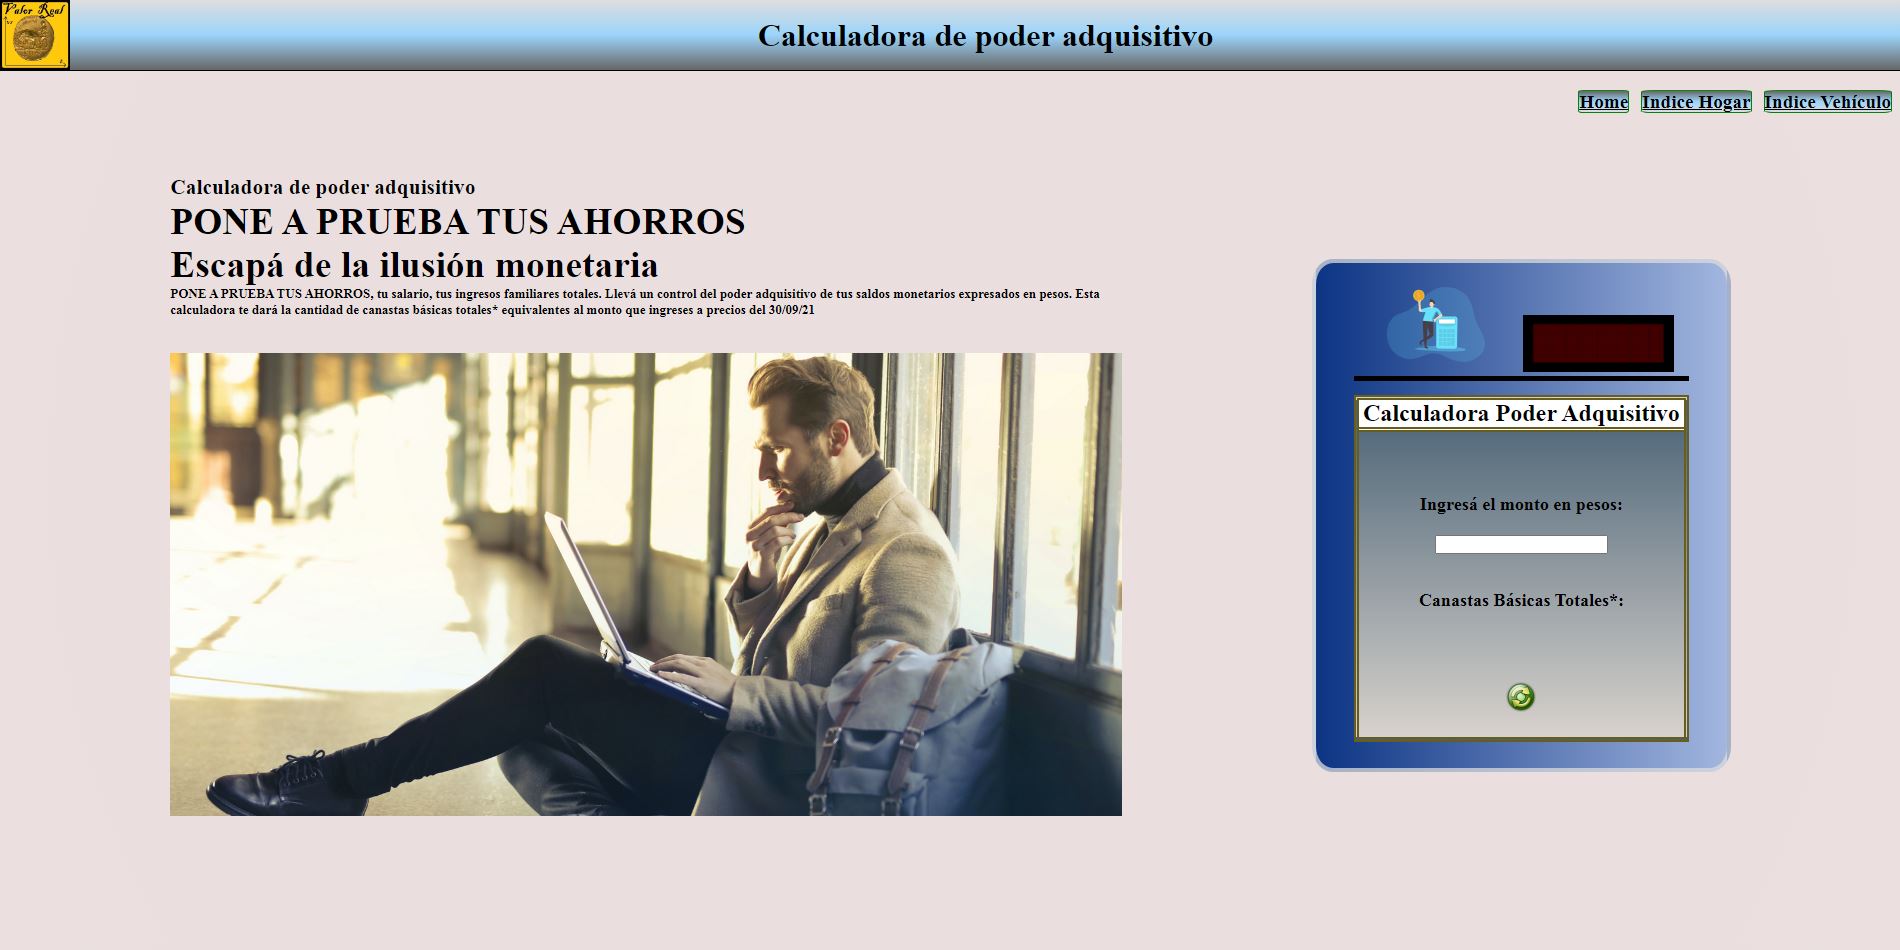 Valor Real
Calculadora de poder adquisitivo
Home Indice Hogar Indice Vehículo
Calculadora de poder adquisitivo
PONE A PRUEBA TUS AHORROS
Escapá de la ilusión monetaria
PONE A PRUEBA TUS AHORROS, tu salario, tus ingresos familiares totales. Llevá un control del poder adquisitivo de tus saldos monetarios expresados en pesos. Esta
calculadora te dará la cantidad de canastas básicas totales* equivalentes al monto que ingreses a precios del 30/09/21
Calculadora Poder Adquisitivo
Ingresá el monto en pesos:
Canastas Básicas Totales*: